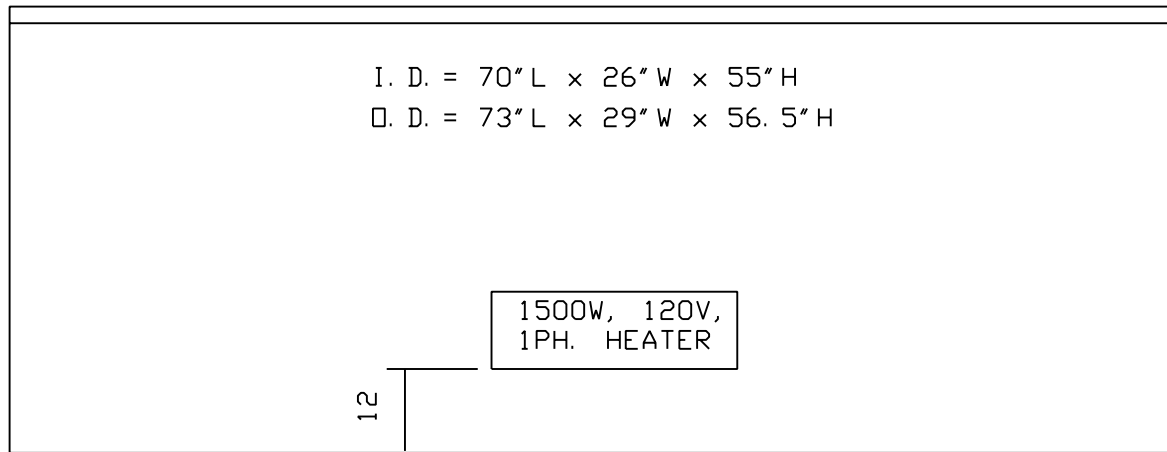 I. D. = 70"L x 26"W x 55"H
O. D. = 73"L x 29"W x 56. 5"H
1500W, 120V,
1PH. HEATER
12